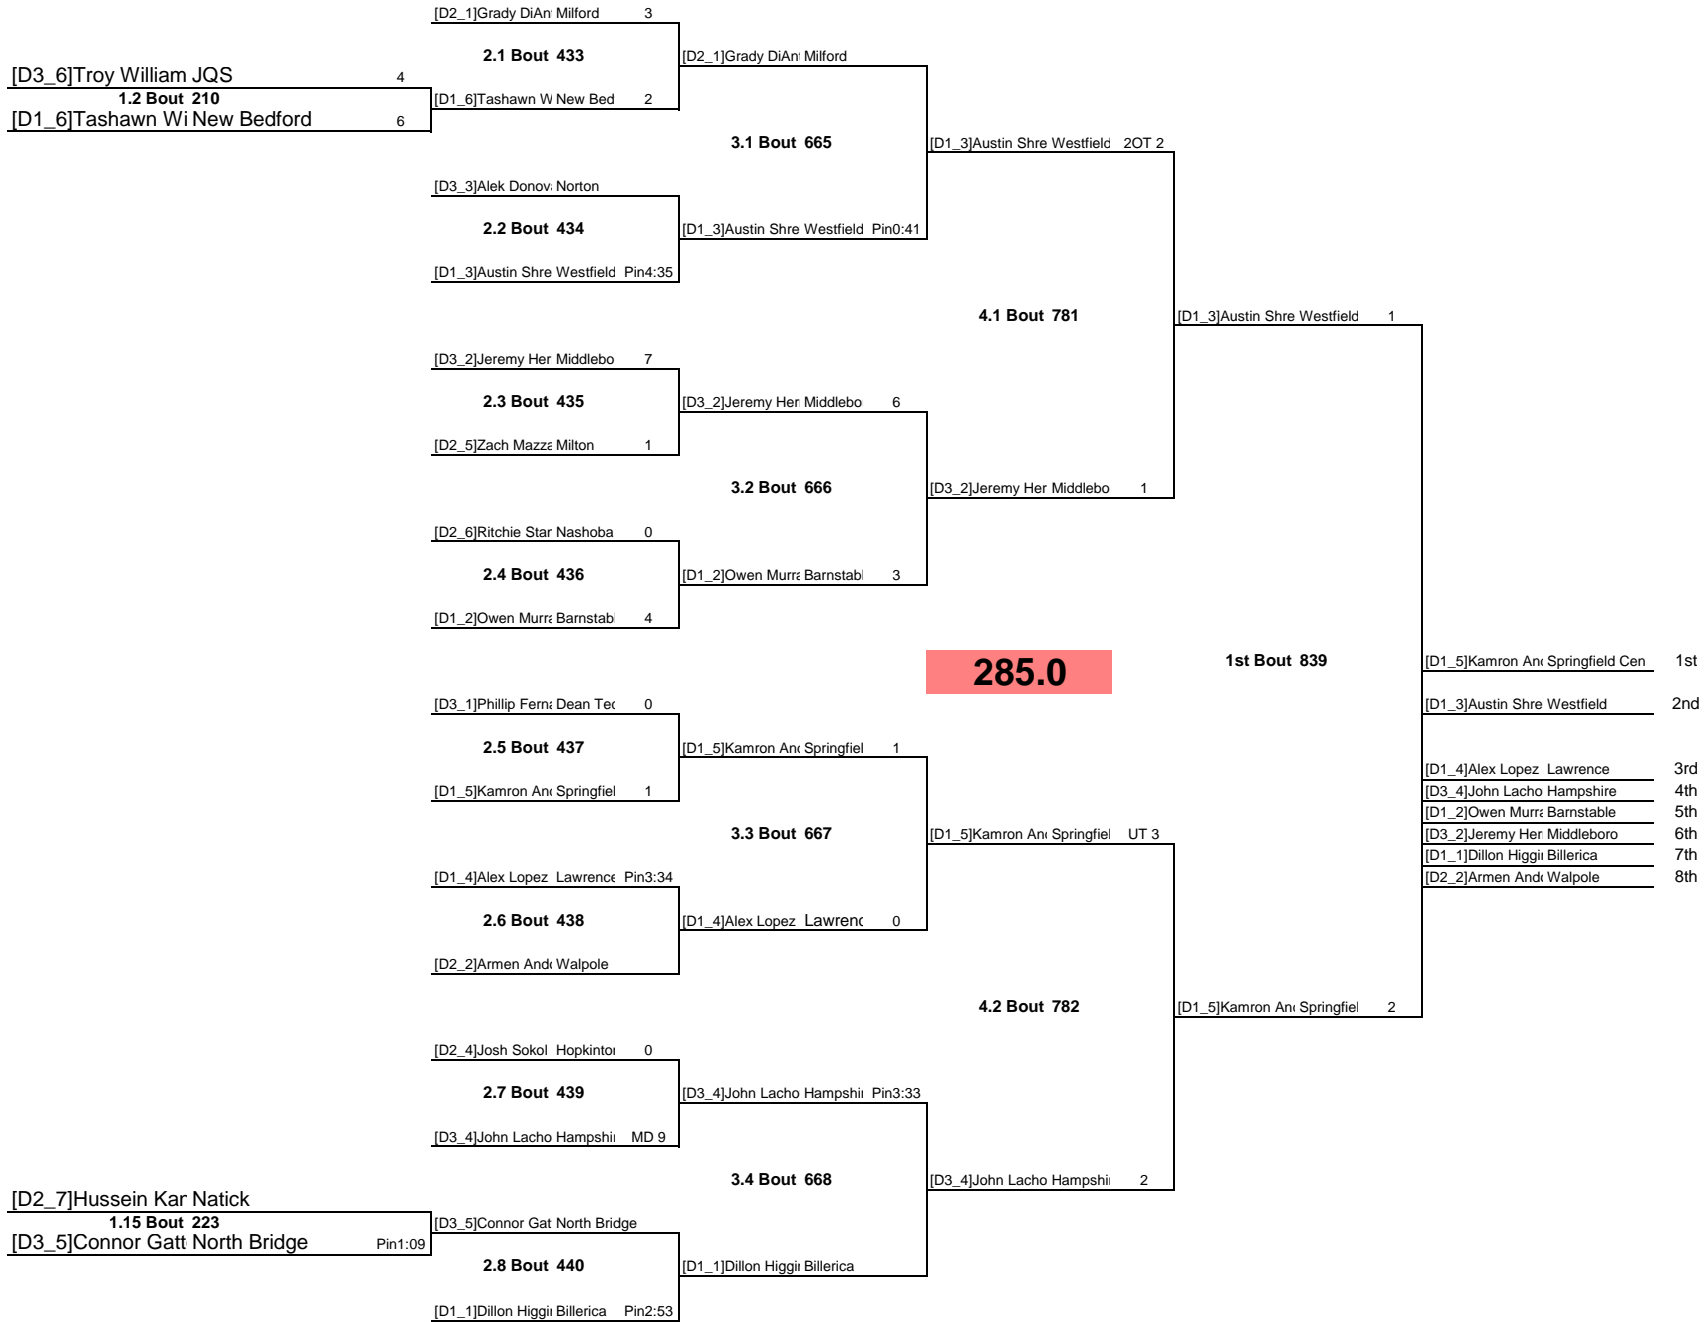 [D2_1]Grady DiAn Milford 3
2.1 Bout 433
[D2_1]Grady DiAn Milford
[D3_6]Troy William JQS 4
1.2 Bout 210
[D1_6]Tashawn W New Bed 2
[D1_6]Tashawn Wi New Bedford 6
3.1 Bout 665
[D1_3]Austin Shre Westfield 2OT 2
[D3_3]Alek Donov Norton
2.2 Bout 434
[D1_3]Austin Shre Westfield Pin0:41
[D1_3]Austin Shre Westfield Pin4:35
4.1 Bout 781
[D1_3]Austin Shre Westfield 1
[D3_2]Jeremy Her Middlebo 7
2.3 Bout 435
[D3_2]Jeremy Her Middlebo 6
[D2_5]Zach Mazza Milton 1
3.2 Bout 666
[D3_2]Jeremy Her Middlebo 1
[D2_6]Ritchie Star Nashoba 0
2.4 Bout 436
[D1_2]Owen Murra Barnstabl 3
[D1_2]Owen Murra Barnstabl 4
285.0
1st Bout 839
[D1_5]Kamron And Springfield Cen 1st
[D3_1]Phillip Ferna Dean Tec 0
[D1_3]Austin Shre Westfield 2nd
2.5 Bout 437
[D1_5]Kamron And Springfiel 1
[D1_4]Alex Lopez Lawrence 3rd
[D1_5]Kamron And Springfiel 1
[D3_4]John Lacho Hampshire 4th
[D1_2]Owen Murra Barnstable 5th
3.3 Bout 667
[D1_5]Kamron And Springfiel UT 3
[D3_2]Jeremy Her Middleboro 6th
[D1_1]Dillon Higgi Billerica 7th
[D1_4]Alex Lopez Lawrence Pin3:34
[D2_2]Armen Ando Walpole 8th
2.6 Bout 438
[D1_4]Alex Lopez Lawrenc 0
[D2_2]Armen Ando Walpole
4.2 Bout 782
[D1_5]Kamron And Springfiel 2
[D2_4]Josh Sokol Hopkinton 0
2.7 Bout 439
[D3_4]John Lacho Hampshi Pin3:33
[D3_4]John Lacho Hampshi MD 9
3.4 Bout 668
[D3_4]John Lacho Hampshi 2
[D2_7]Hussein Kar Natick
1.15 Bout 223
[D3_5]Connor Gat North Bridge
[D3_5]Connor Gatt North Bridge Pin1:09
2.8 Bout 440
[D1_1]Dillon Higgi Billerica
[D1_1]Dillon Higgi Billerica Pin2:53